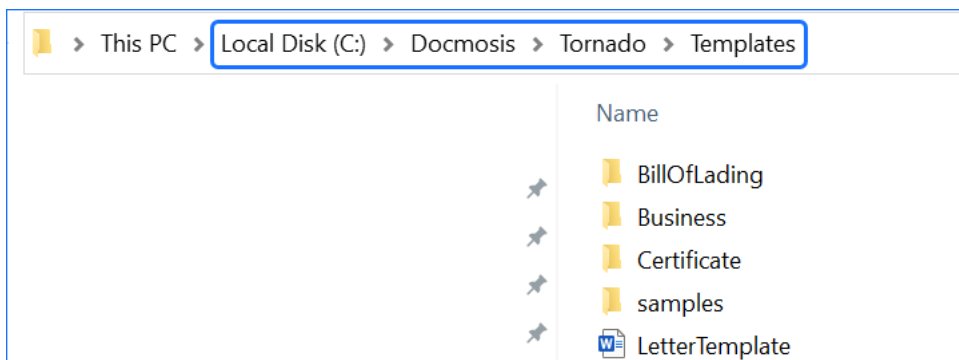 This PC > Local Disk (C:) > Docmosis > Tornado > Templates
Name
BillOfLading
Business
Certificate
samples
LetterTemplate